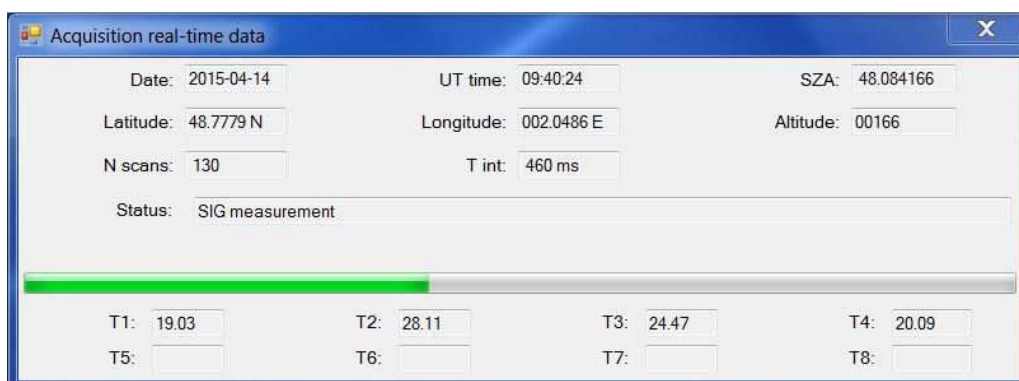 Acquisition real-time data X
Date: 2015-04-14 UT time: 09:40:24 SZA: 48.084166
Latitude: 48.7779 N Longitude: 002.0486 E Altitude: 00166
N scans: 130 T int: 460 ms
Status: SIG measurement
T1: 19.03 T2: 28.11 T3: 24.47 T4: 20.09
T5: T6: T7: T8: